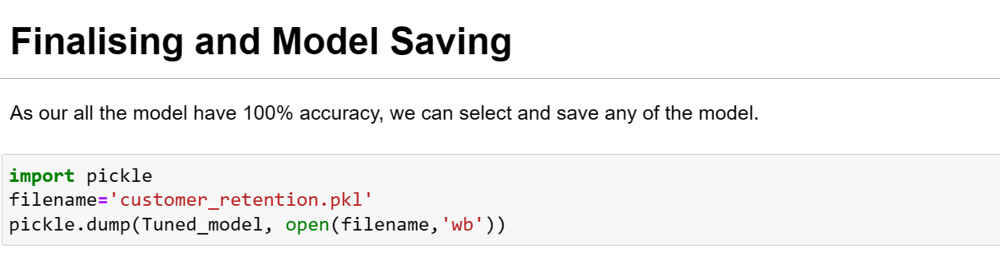 Finalising and Model Saving
As our all the model have 100% accuracy, we can select and save any of the model.
import pickle
filename='customer_retention.pkl'
pickle.dump(Tuned_model, open(filename,'wb'))